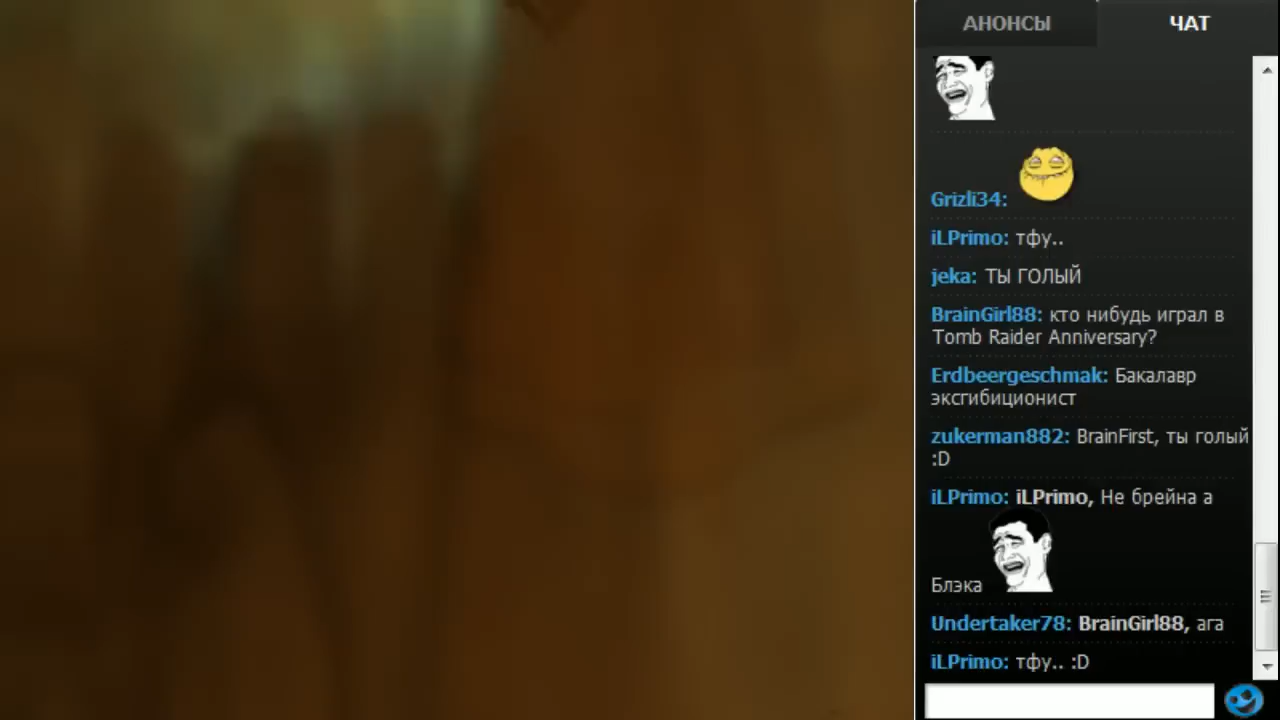 АНОНСЫ
ЧАТ
Grizli34:
iLPrimo: тфу..
jeka: ТЫ ГОЛЫЙ
BrainGirl88: кто нибудь играл в
Tomb Raider Anniversary?
Erdbeergeschmak: Бакалавр
эксгибиционист
zukerman882: BrainFirst, ты голый
:D
iLPrimo: iLPrimo, Не брейна а
Блэка
Undertaker78: BrainGirl88, ага
iLPrimo: тфу.. :D